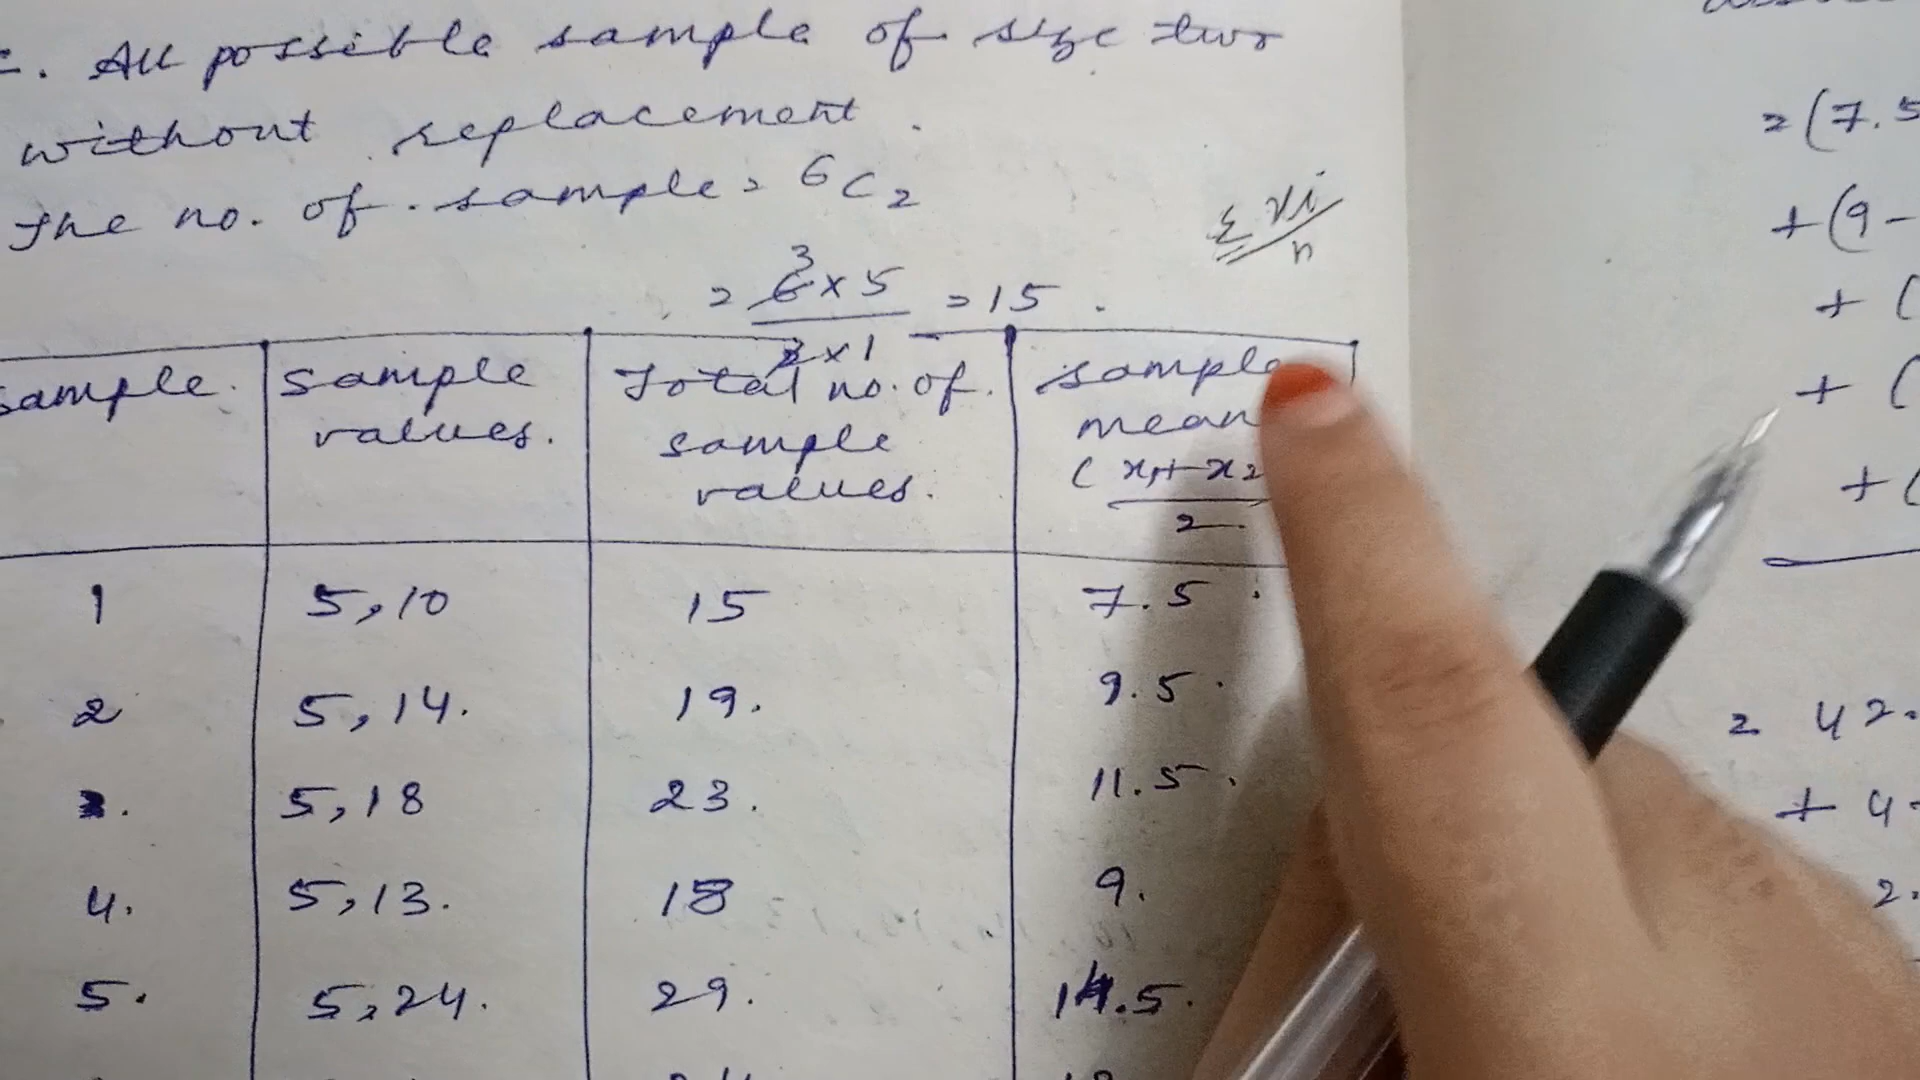 . All possible sample of size two
without replacement.
The no. of sample = 6C2
= 6 3 x 5 / 2 x 1 = 15.
Σ xi / n
sample.
sample values.
Total no. of sample values.
sample mean
( x1 + x2
2
1 5, 10 15 7.5
2 5, 14. 19. 9.5.
3. 5, 18 23. 11.5.
4. 5, 13. 18 9.
5. 5, 24. 29. 14.5.
= (7.5
+ (9 -
+ (
+ (
+ (
= 42.
+ 4
2.